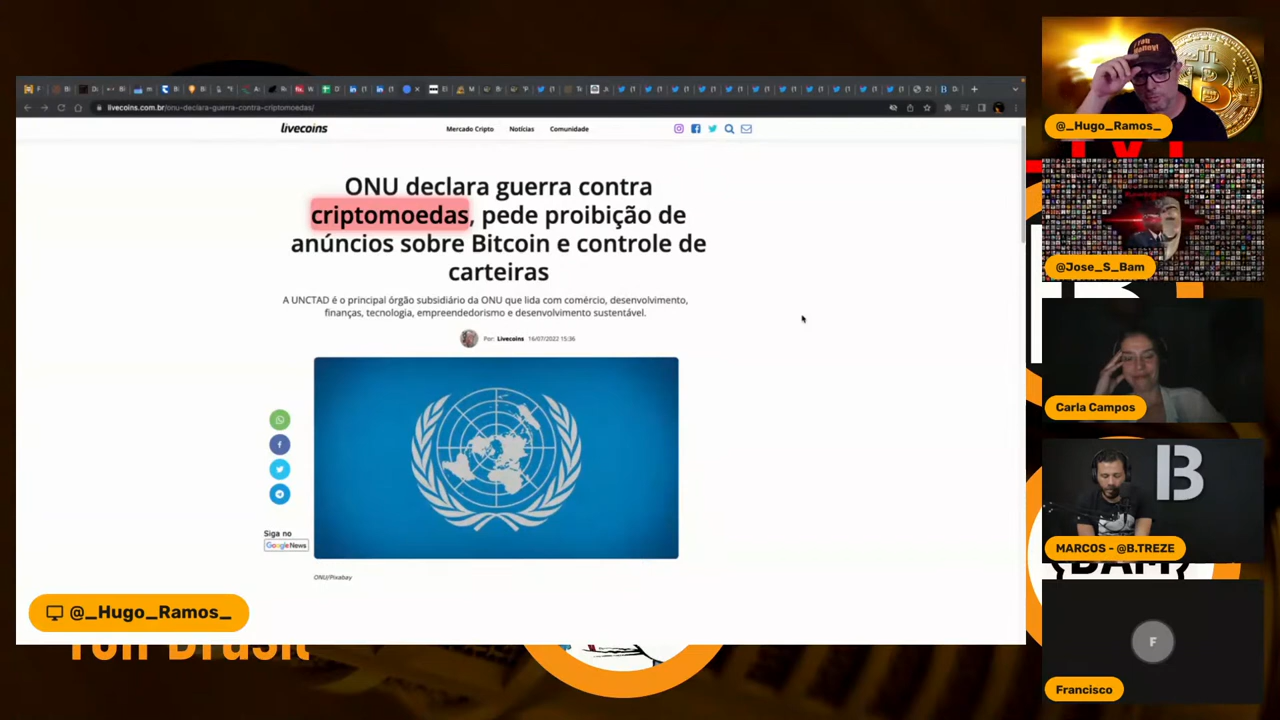 livecoins.com.br/onu-declara-guerra-contra-criptomoedas/
livecoins
Mercado Cripto
Notícias
Comunidade
ONU declara guerra contra
criptomoedas, pede proibição de
anúncios sobre Bitcoin e controle de
carteiras
A UNCTAD é o principal órgão subsidiário da ONU que lida com comércio, desenvolvimento,
finanças, tecnologia, empreendedorismo e desenvolvimento sustentável.
Por: Livecoins 16/07/2022 15:36
Siga no
Google News
ONU/Pixabay
@_Hugo_Ramos_
@_Hugo_Ramos_
@Jose_S_Bam
Carla Campos
B
MARCOS - @B.TREZE
BAM
F
Francisco